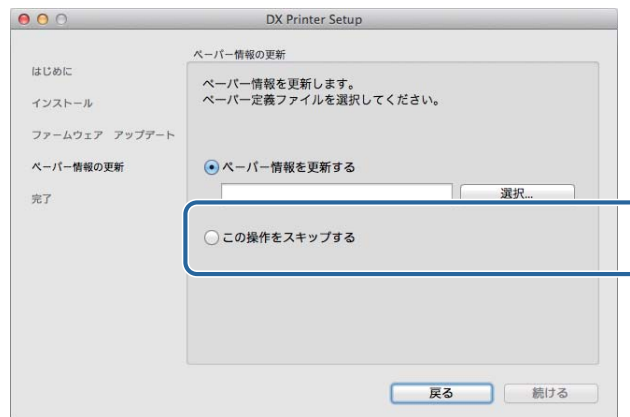 DX Printer Setup
はじめに
インストール
ファームウェア アップデート
ペーパー情報の更新
完了
ペーパー情報の更新
ペーパー情報を更新します。
ペーパー定義ファイルを選択してください。
ペーパー情報を更新する
選択...
この操作をスキップする
戻る
続ける